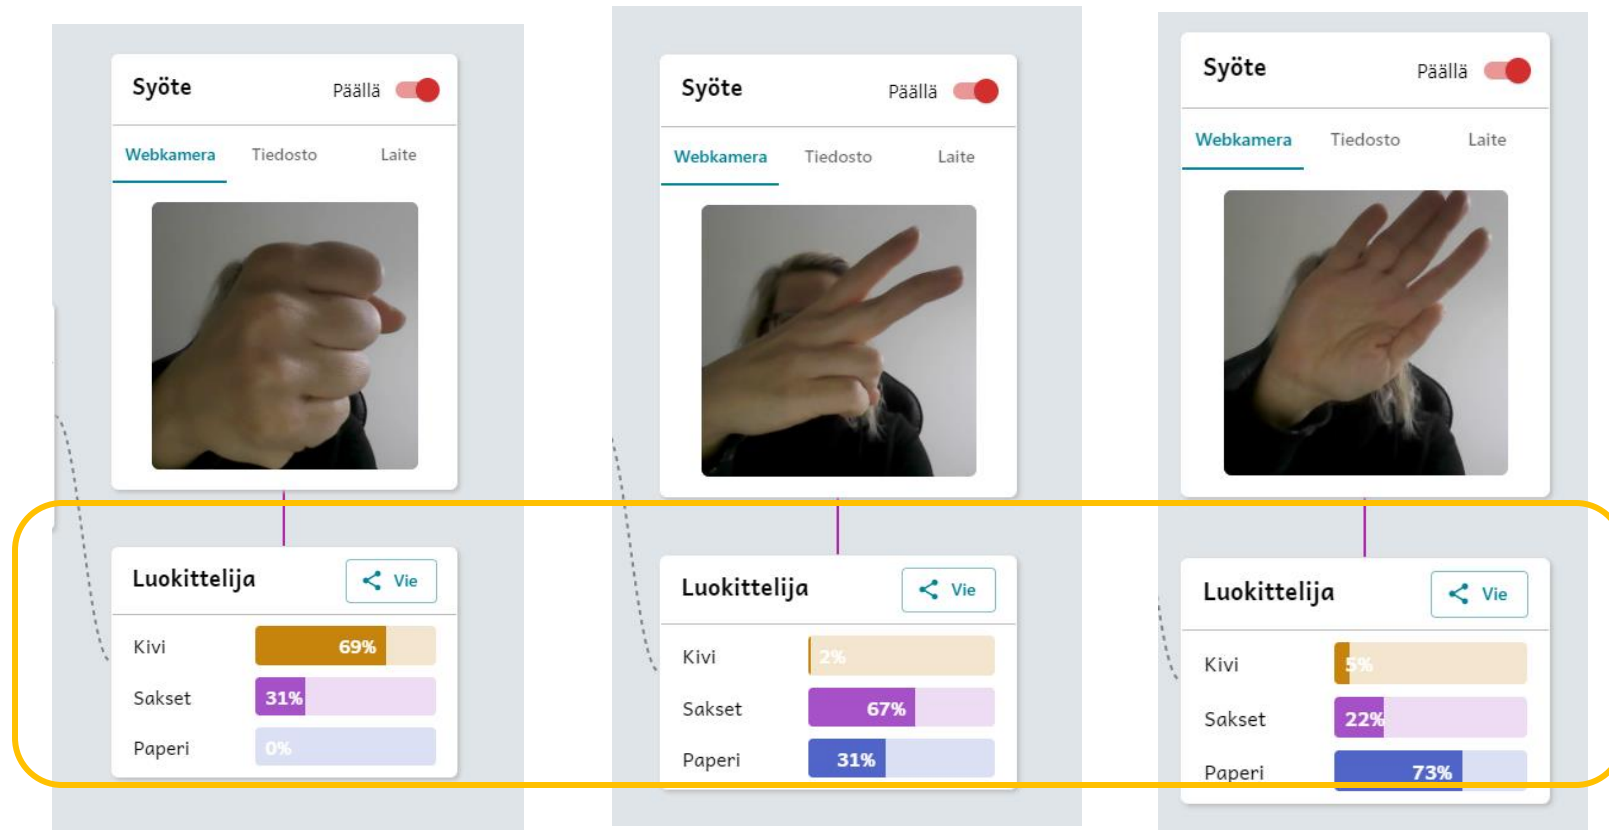 Syöte
Päällä
Webkamera Tiedosto Laite
Luokittelija
Vie
Kivi 69%
Sakset 31%
Paperi 0%
Syöte
Päällä
Webkamera Tiedosto Laite
Luokittelija
Vie
Kivi 2%
Sakset 67%
Paperi 31%
Syöte
Päällä
Webkamera Tiedosto Laite
Luokittelija
Vie
Kivi 5%
Sakset 22%
Paperi 73%